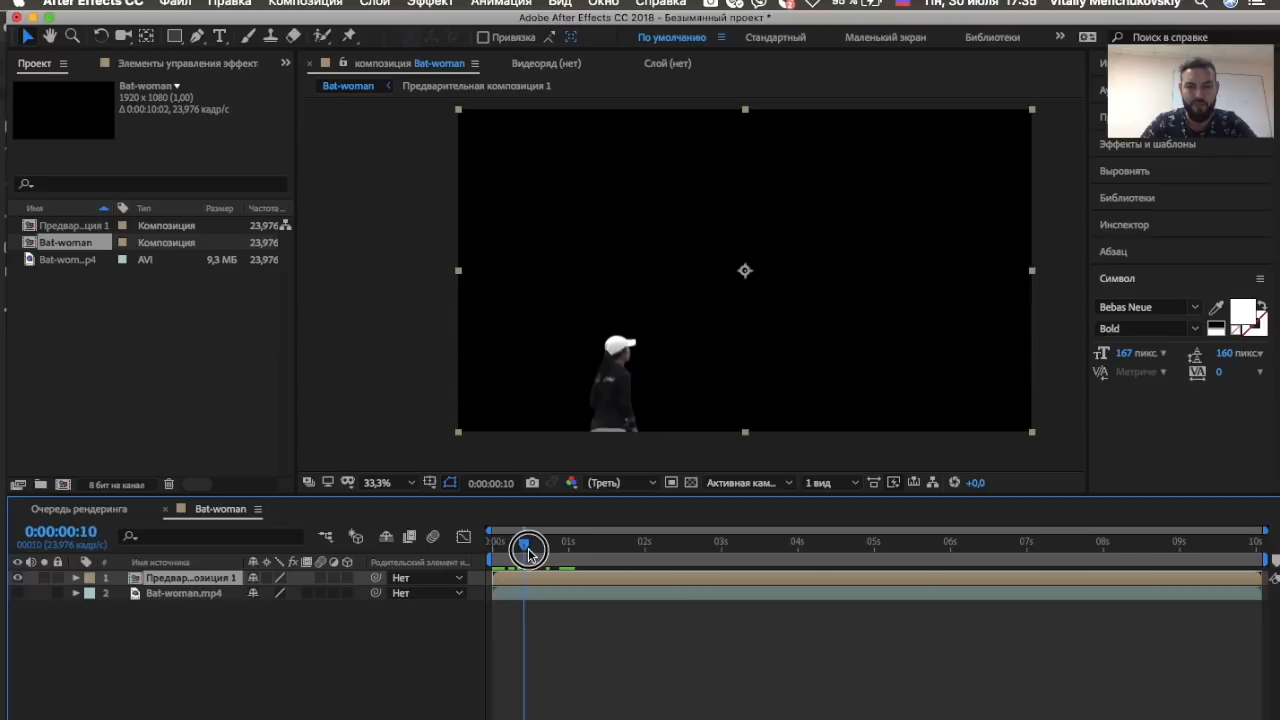 After Effects CC Файл Правка Композиция Слои Эффект Анимация Вид Окно Справка 95 % Пн, 30 июля 17:35 Vitaliy Menchukovskiy
Adobe After Effects CC 2018 - Безымянный проект *
Привязка По умолчанию Стандартный Маленький экран Библиотеки Поиск в справке
Проект Элементы управления эффект композиция Bat-woman Видеоряд (нет) Слой (нет)
Bat-woman Предварительная композиция 1
Bat-woman
1920 x 1080 (1,00)
Δ 0:00:10:02, 23,976 кадр/с
Эффекты и шаблоны
Выровнять
Библиотеки
Инспектор
Абзац
Символ
Имя Тип Размер Частота ...
Предвар...ция 1 Композиция 23,976
Bat-woman Композиция 23,976
Bat-wom...p4 AVI 9,3 МБ 23,976
Bebas Neue
Bold
167 пикс. 160 пикс
Метриче 0
8 бит на канал 33,3% 0:00:00:10 (Треть) Активная кам... 1 вид +0,0
Очередь рендеринга Bat-woman
0:00:00:10
00010 (23.976 кадр/с)
:00s 01s 02s 03s 04s 05s 06s 07s 08s 09s 10s
# Имя источника fx Родительский элемент и...
1 Предвар...озиция 1 Нет
2 Bat-woman.mp4 Нет